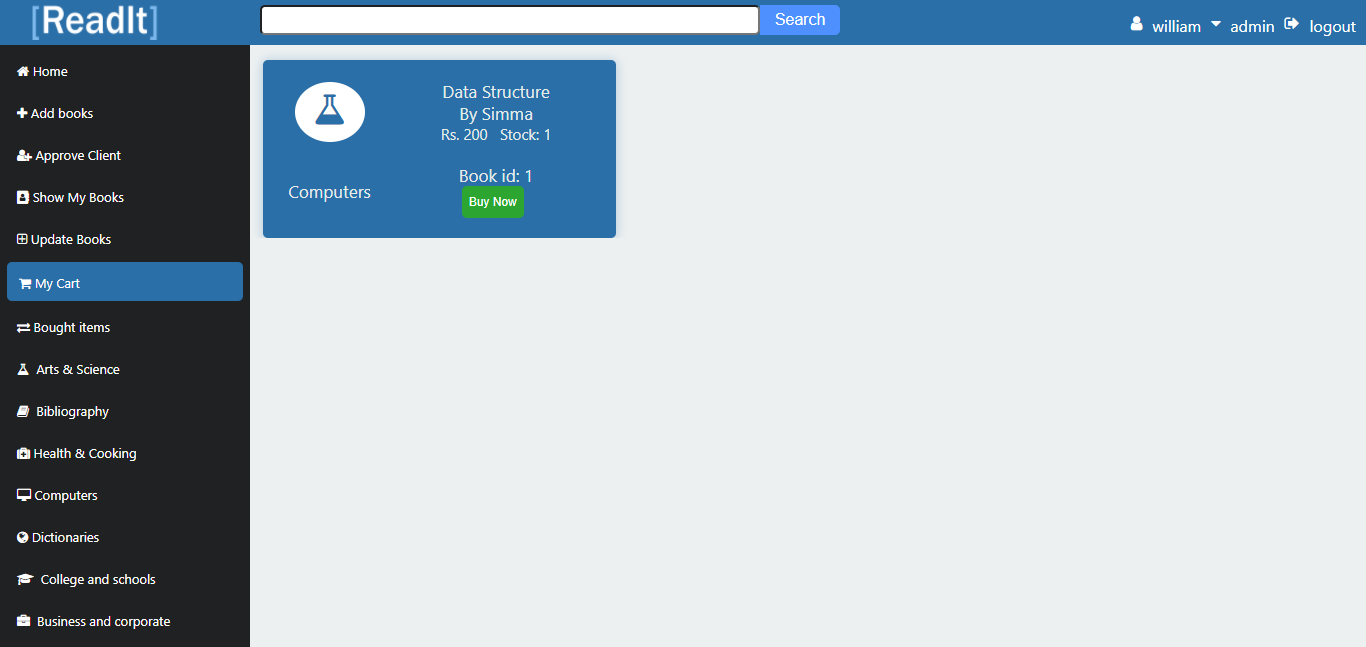 [ReadIt]
Search
william
admin
logout
Home
Add books
Approve Client
Show My Books
Update Books
My Cart
Bought items
Arts & Science
Bibliography
Health & Cooking
Computers
Dictionaries
College and schools
Business and corporate
Computers
Data Structure
By Simma
Rs. 200 Stock: 1
Book id: 1
Buy Now